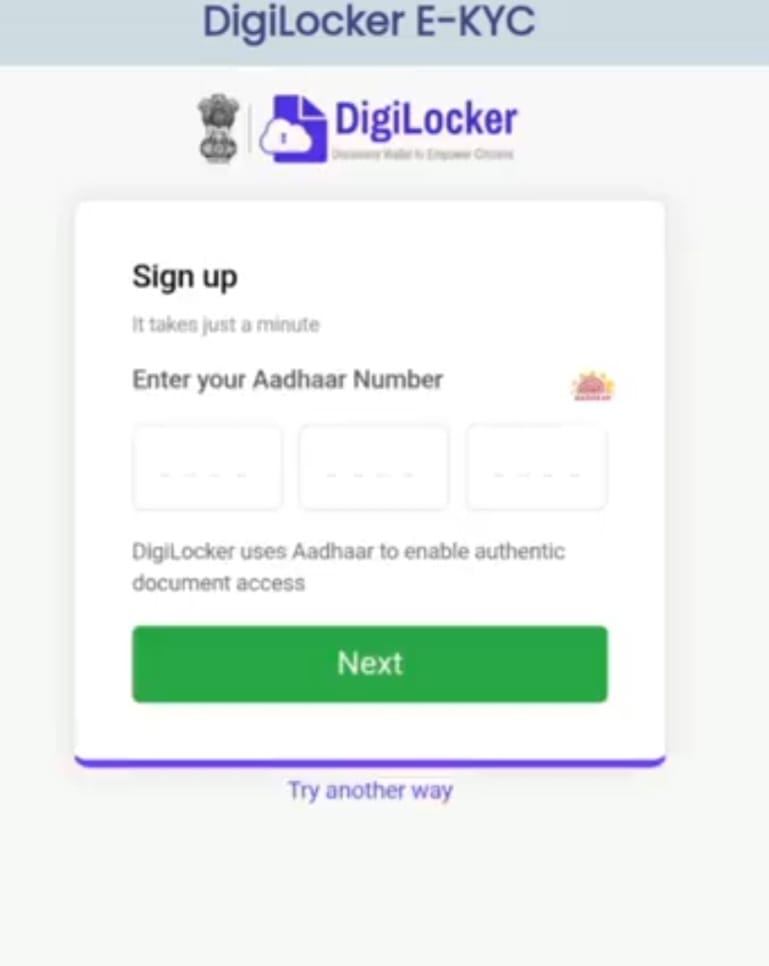 DigiLocker E-KYC
DigiLocker
Document Wallet to Empower Citizens
Sign up
It takes just a minute
Enter your Aadhaar Number
AADHAAR
DigiLocker uses Aadhaar to enable authentic
document access
Next
Try another way